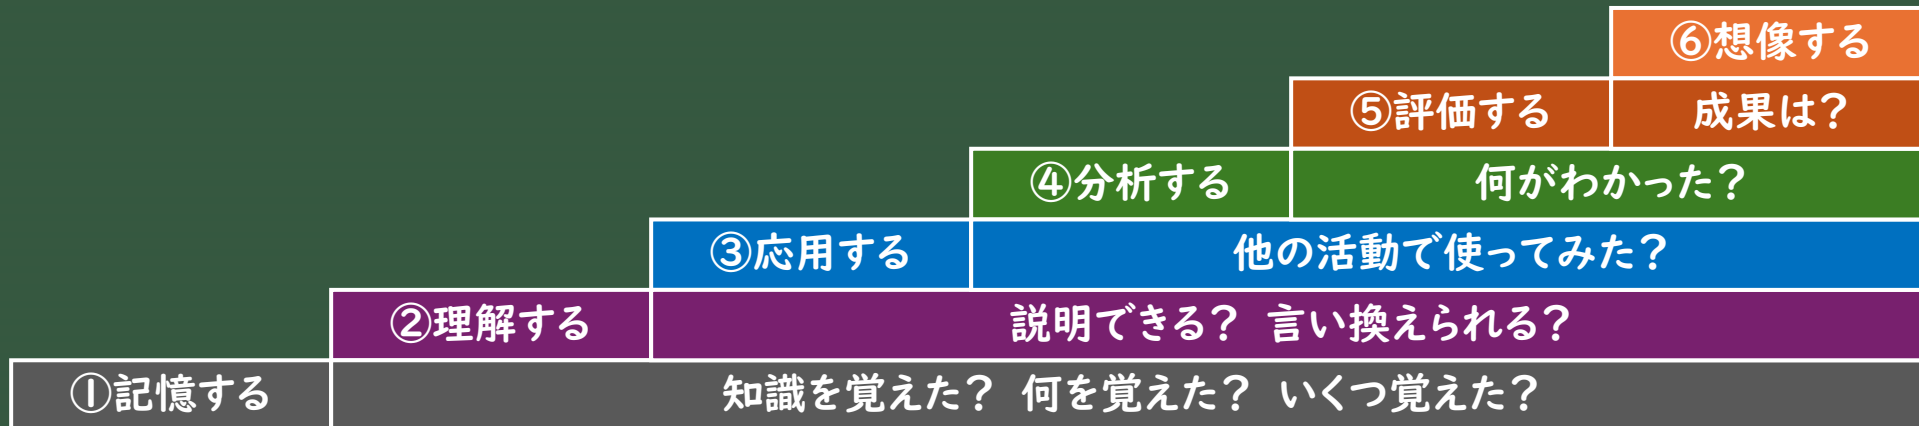 ⑥想像する
⑤評価する 成果は?
④分析する 何がわかった?
③応用する 他の活動で使ってみた?
②理解する 説明できる? 言い換えられる?
①記憶する 知識を覚えた? 何を覚えた? いくつ覚えた?